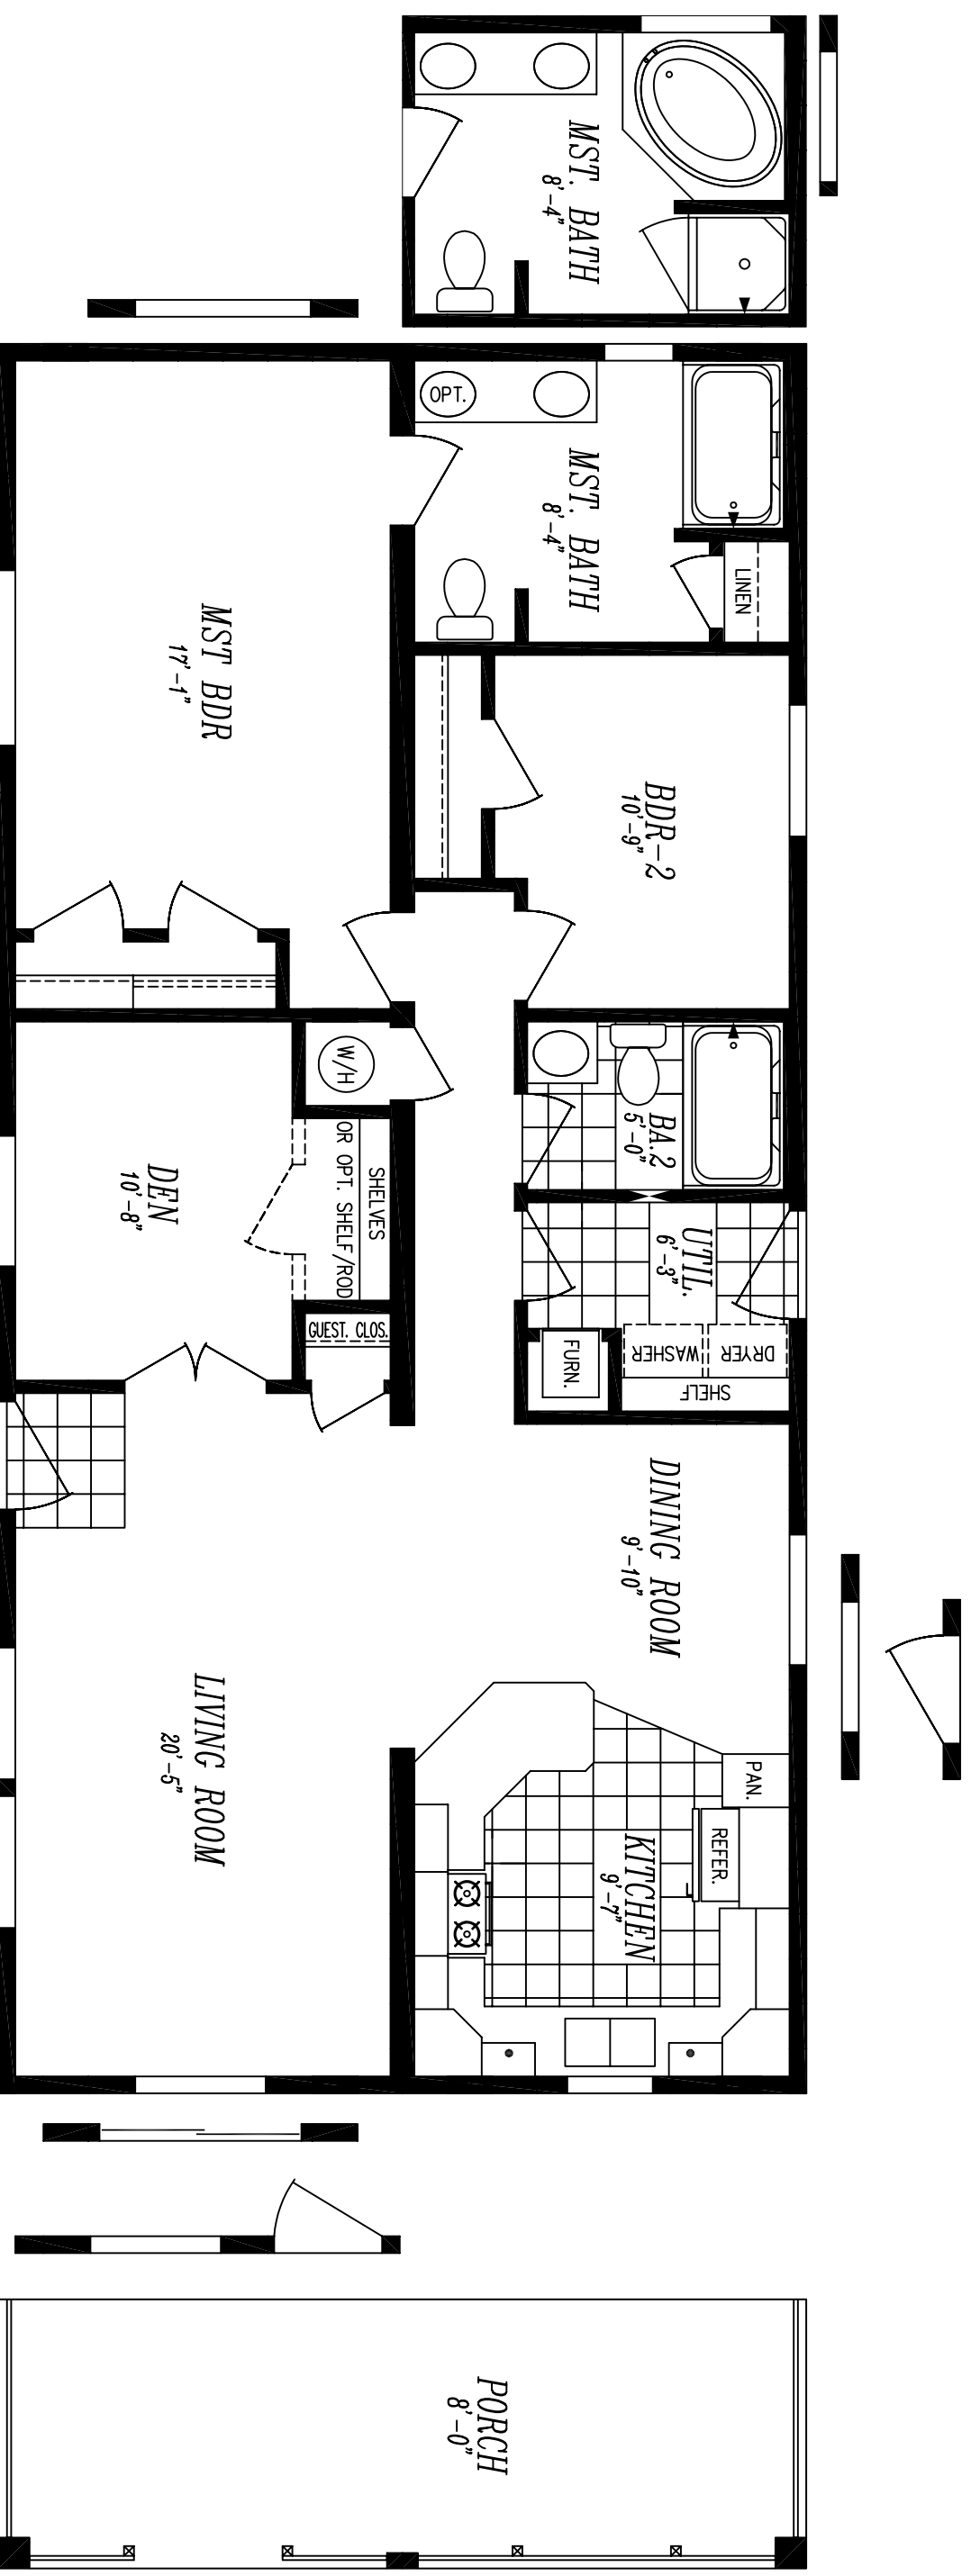 MST. BATH
8'-4"
OPT.
MST. BATH
8'-4"
LINEN
MST BDR
17'-1"
BDR-2
10'-9"
W/H
BA.2
5'-0"
DEN
10'-8"
SHELVES
OR OPT. SHELF/ROD
UTIL.
6'-3"
GUEST. CLOS.
FURN.
WASHER
DRYER
SHELF
DINING ROOM
9'-10"
LIVING ROOM
20'-5"
PAN.
REFER.
KITCHEN
9'-7"
PORCH
8'-0"